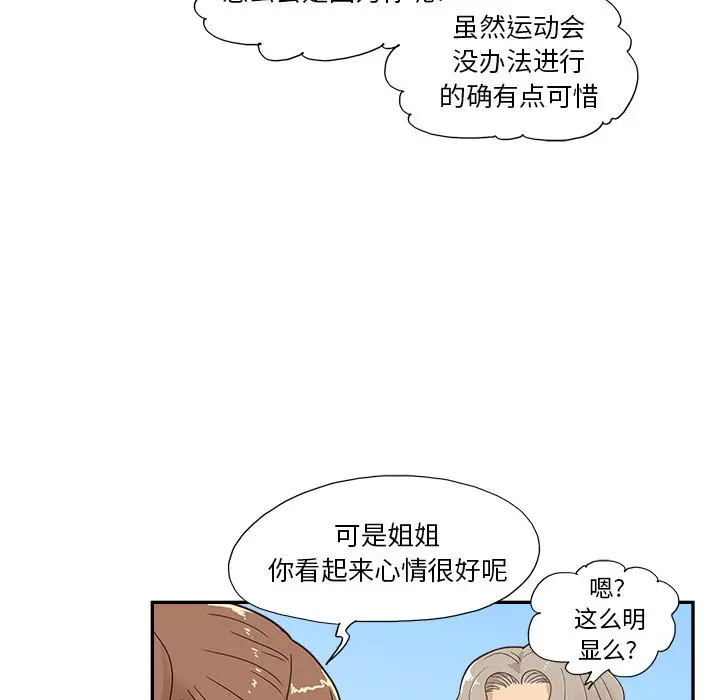 虽然运动会
没办法进行
的确有点可惜
可是姐姐
你看起来心情很好呢
嗯?
这么明
显么?